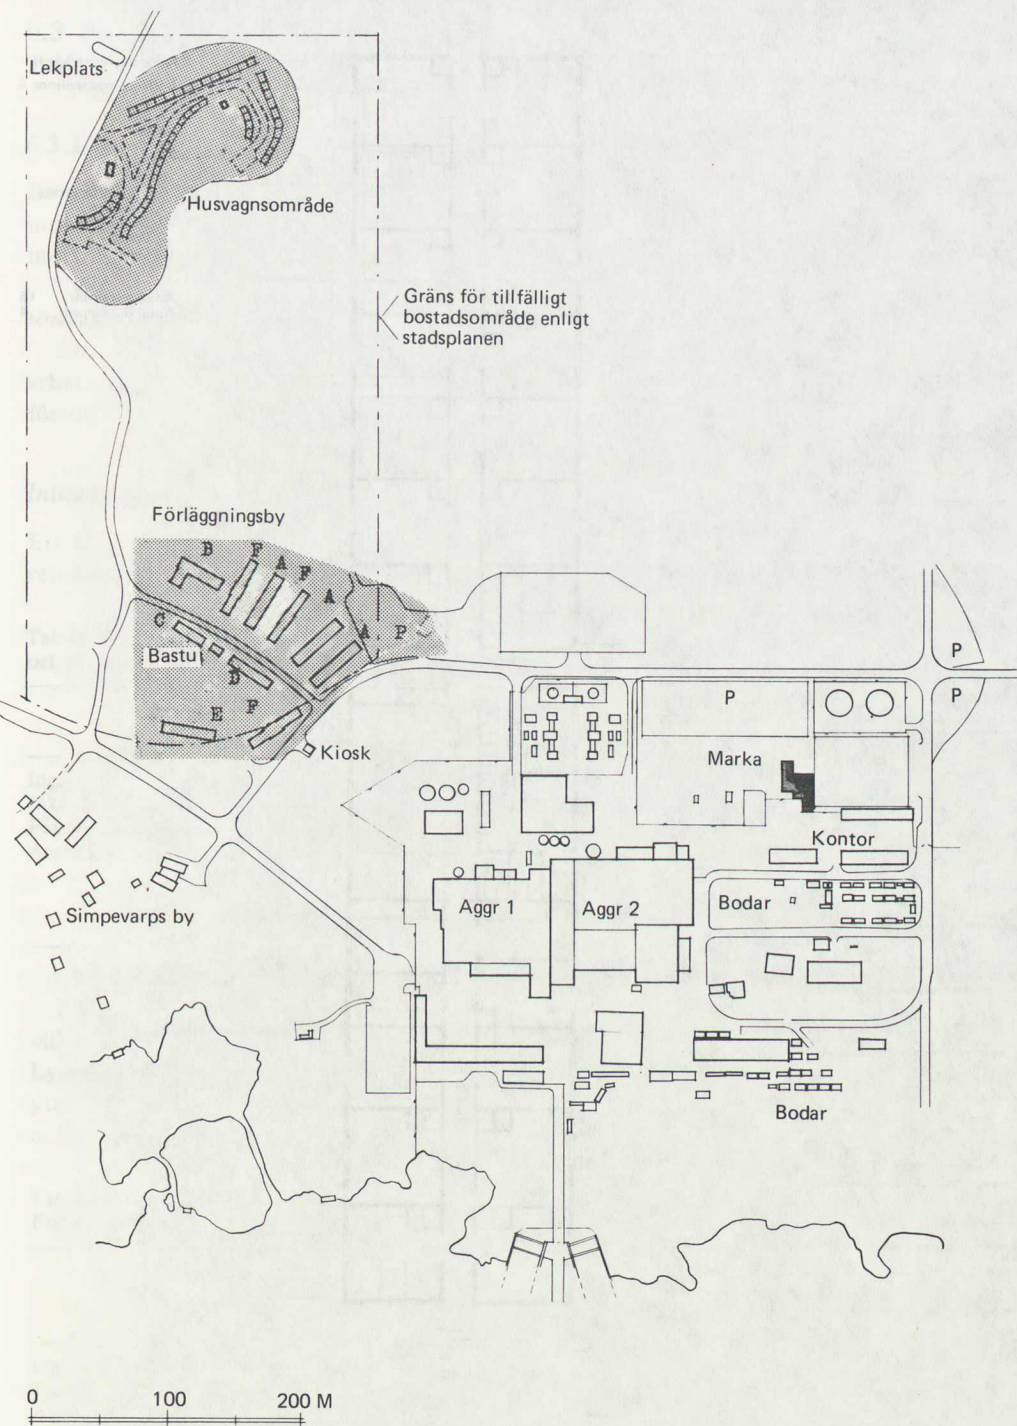 Lekplats
Husvagnsområde
Gräns för tillfälligt
bostadsområde enligt
stadsplanen
Förläggningsby
B
F
A
F
A
A
P
C
Bastu
D
E
F
Kiosk
P
P
P
Marka
Kontor
Aggr 1
Aggr 2
Bodar
Simpevarps by
Bodar
0 100 200 M